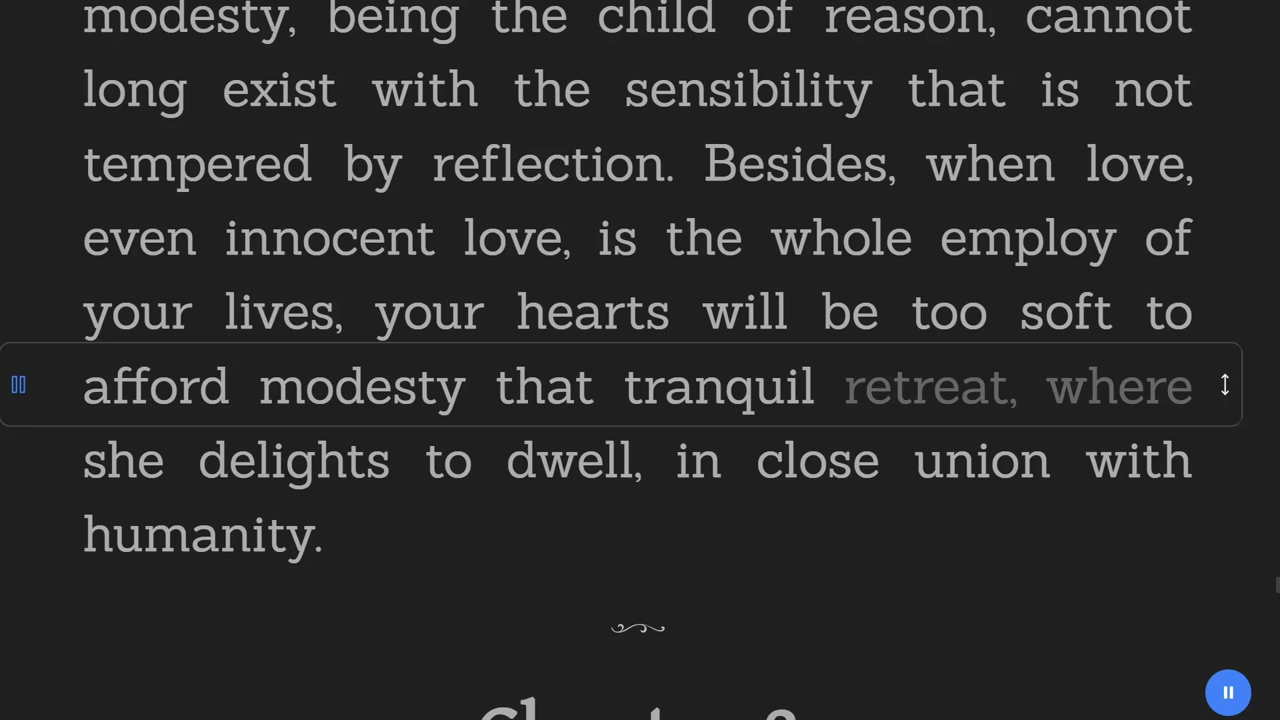 modesty, being the child of reason, cannot
long exist with the sensibility that is not
tempered by reflection. Besides, when love,
even innocent love, is the whole employ of
your lives, your hearts will be too soft to
afford modesty that tranquil retreat, where
she delights to dwell, in close union with
humanity.